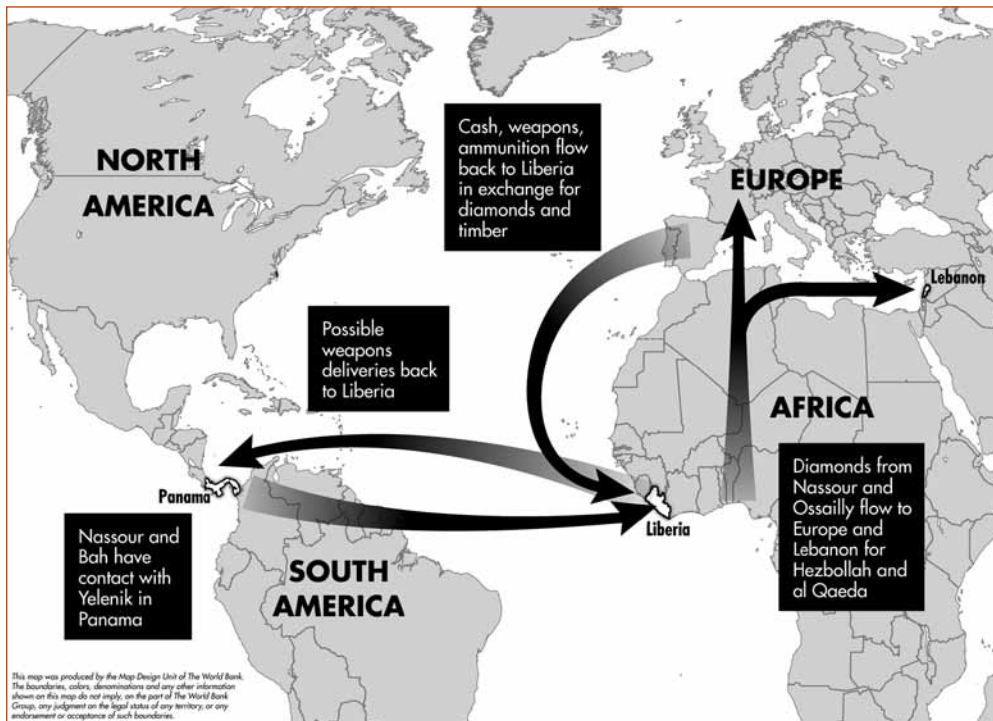 Cash, weapons,
ammunition flow
back to Liberia
in exchange for
diamonds and
timber
NORTH
AMERICA
EUROPE
Lebanon
Possible
weapons
deliveries back
to Liberia
AFRICA
Panama
Liberia
Diamonds from
Nassour and
Ossailly flow to
Europe and
Lebanon for
Hezbollah and
al Qaeda
Nassour and
Bah have
contact with
Yelenik in
Panama
SOUTH
AMERICA
This map was produced by the Map Design Unit of The World Bank.
The boundaries, colors, denominations and any other information
shown on this map do not imply, on the part of The World Bank
Group, any judgment on the legal status of any territory, or any
endorsement or acceptance of such boundaries.